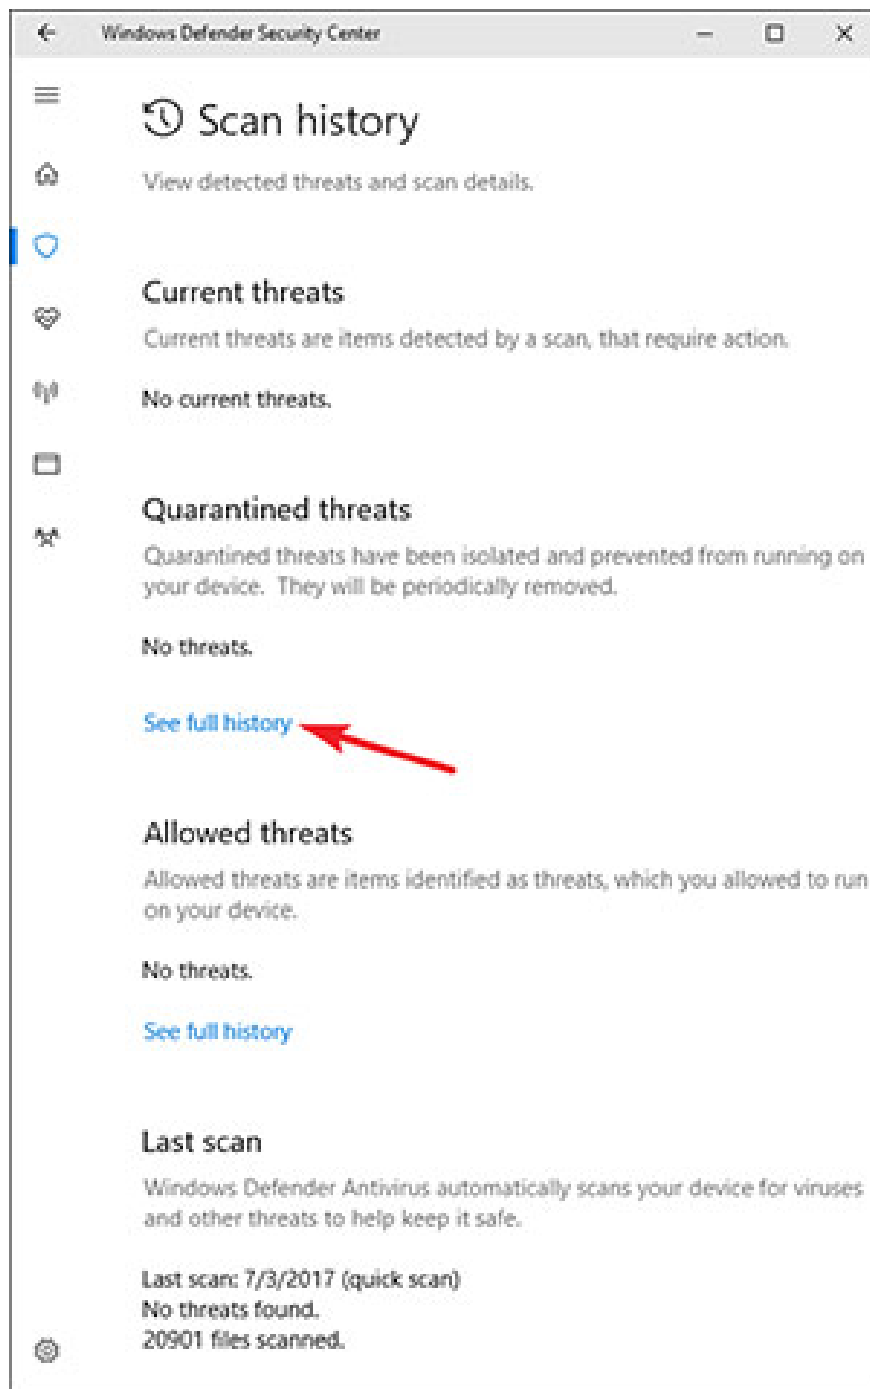 Windows Defender Security Center
Scan history
View detected threats and scan details.
Current threats
Current threats are items detected by a scan, that require action.
No current threats.
Quarantined threats
Quarantined threats have been isolated and prevented from running on
your device. They will be periodically removed.
No threats.
See full history
Allowed threats
Allowed threats are items identified as threats, which you allowed to run
on your device.
No threats.
See full history
Last scan
Windows Defender Antivirus automatically scans your device for viruses
and other threats to help keep it safe.
Last scan: 7/3/2017 (quick scan)
No threats found.
20901 files scanned.